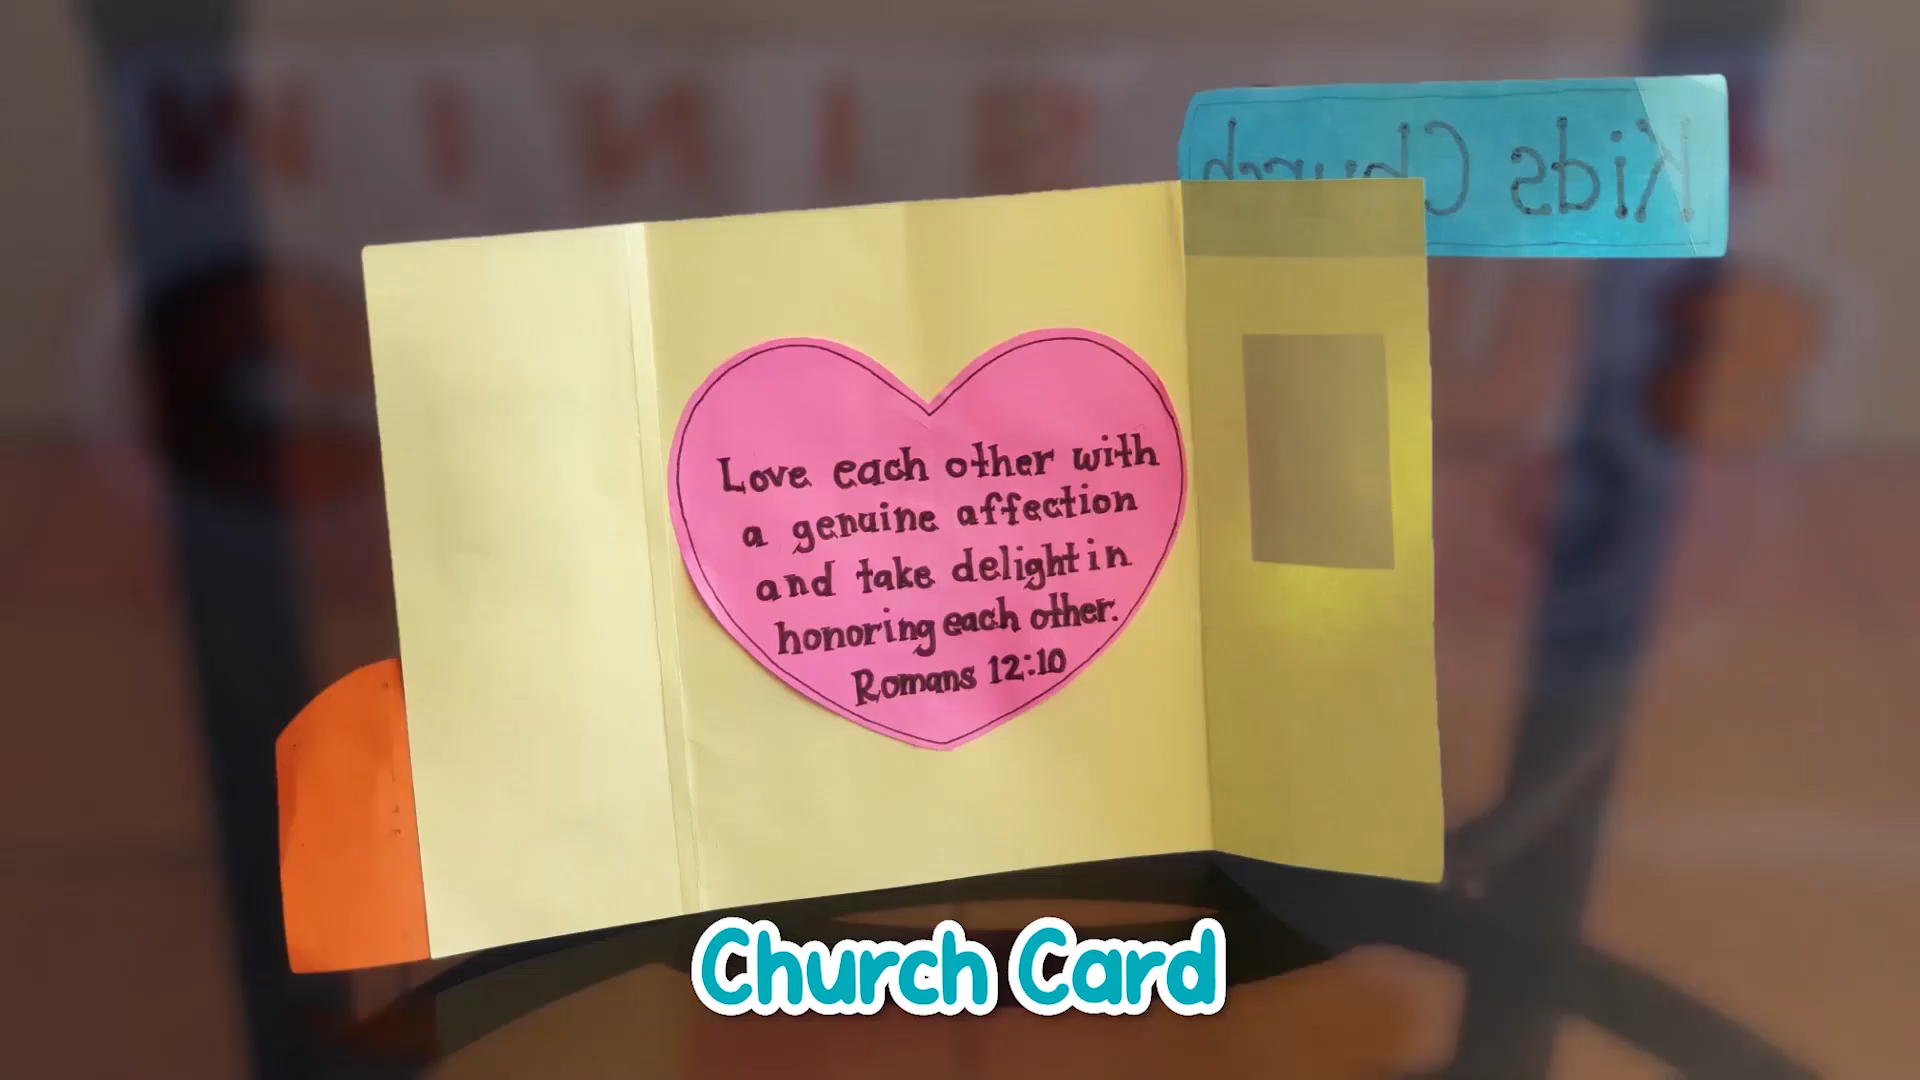 Kids Church
Love each other with
a genuine affection
and take delight in
honoring each other.
Romans 12:10
Church Card